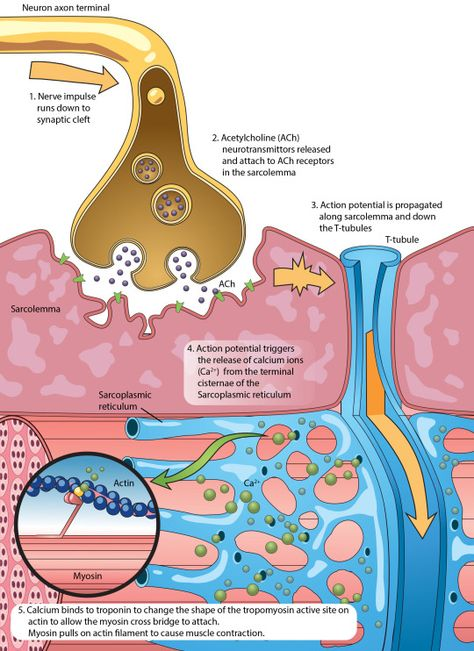 Neuron axon terminal
1. Nerve impulse
runs down to
synaptic cleft
2. Acetylcholine (ACh)
neurotransmittors released
and attach to ACh receptors
in the sarcolemma
3. Action potential is propagated
along sarcolemma and down
the T-tubules
T-tubule
ACh
Sarcolemma
4. Action potential triggers
the release of calcium ions
(Ca²⁺) from the terminal
cisternae of the
Sarcoplasmic reticulum
Sarcoplasmic
reticulum
Actin
Ca²⁺
Myosin
5. Calcium binds to troponin to change the shape of the tropomyosin active site on
actin to allow the myosin cross bridge to attach.
Myosin pulls on actin filament to cause muscle contraction.